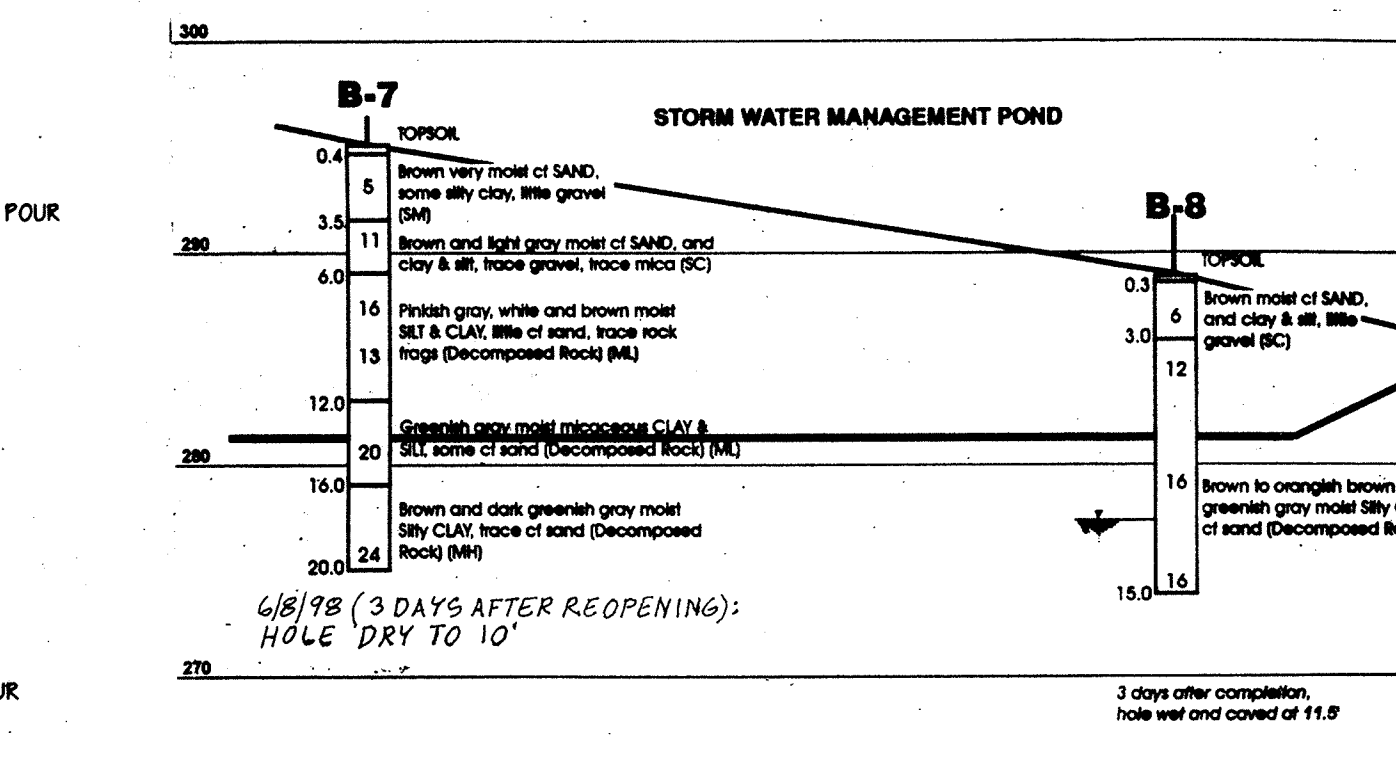 300
B-7
STORM WATER MANAGEMENT POND
TOPSOIL
0.4
Brown very moist cf SAND,
some silty clay, little gravel
(SM)
5
3.5
POUR
B-8
290
11
Brown and light gray moist cf SAND, and
clay & silt, trace gravel, trace mica (SC)
6.0
TOPSOIL
0.3
Brown moist cf SAND,
and clay & silt, little
gravel (SC)
6
3.0
16
Pinkish gray, white and brown moist
SILT & CLAY, little cf sand, trace rock
frags (Decomposed Rock) (ML)
13
12
12.0
Greenish gray moist micaceous CLAY &
SILT, some cf sand (Decomposed Rock) (ML)
20
280
16.0
16
Brown to orangish brown
greenish gray moist Silty
cf sand (Decomposed
Brown and dark greenish gray moist
Silty CLAY, trace cf sand (Decomposed
Rock) (MH)
24
20.0
16
15.0
6/8/98 (3 DAYS AFTER REOPENING):
HOLE DRY TO 10'
270
UR
3 days after completion,
hole wet and caved at 11.5'